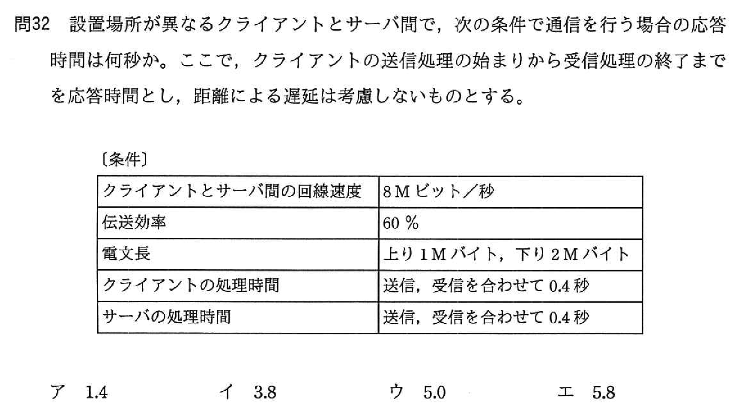 問32 設置場所が異なるクライアントとサーバ間で，次の条件で通信を行う場合の応答
時間は何秒か。ここで，クライアントの送信処理の始まりから受信処理の終了まで
を応答時間とし，距離による遅延は考慮しないものとする。
〔条件〕
クライアントとサーバ間の回線速度 8Mビット／秒
伝送効率 60 %
電文長 上り1Mバイト，下り2Mバイト
クライアントの処理時間 送信，受信を合わせて0.4秒
サーバの処理時間 送信，受信を合わせて0.4秒
ア 1.4 イ 3.8 ウ 5.0 エ 5.8